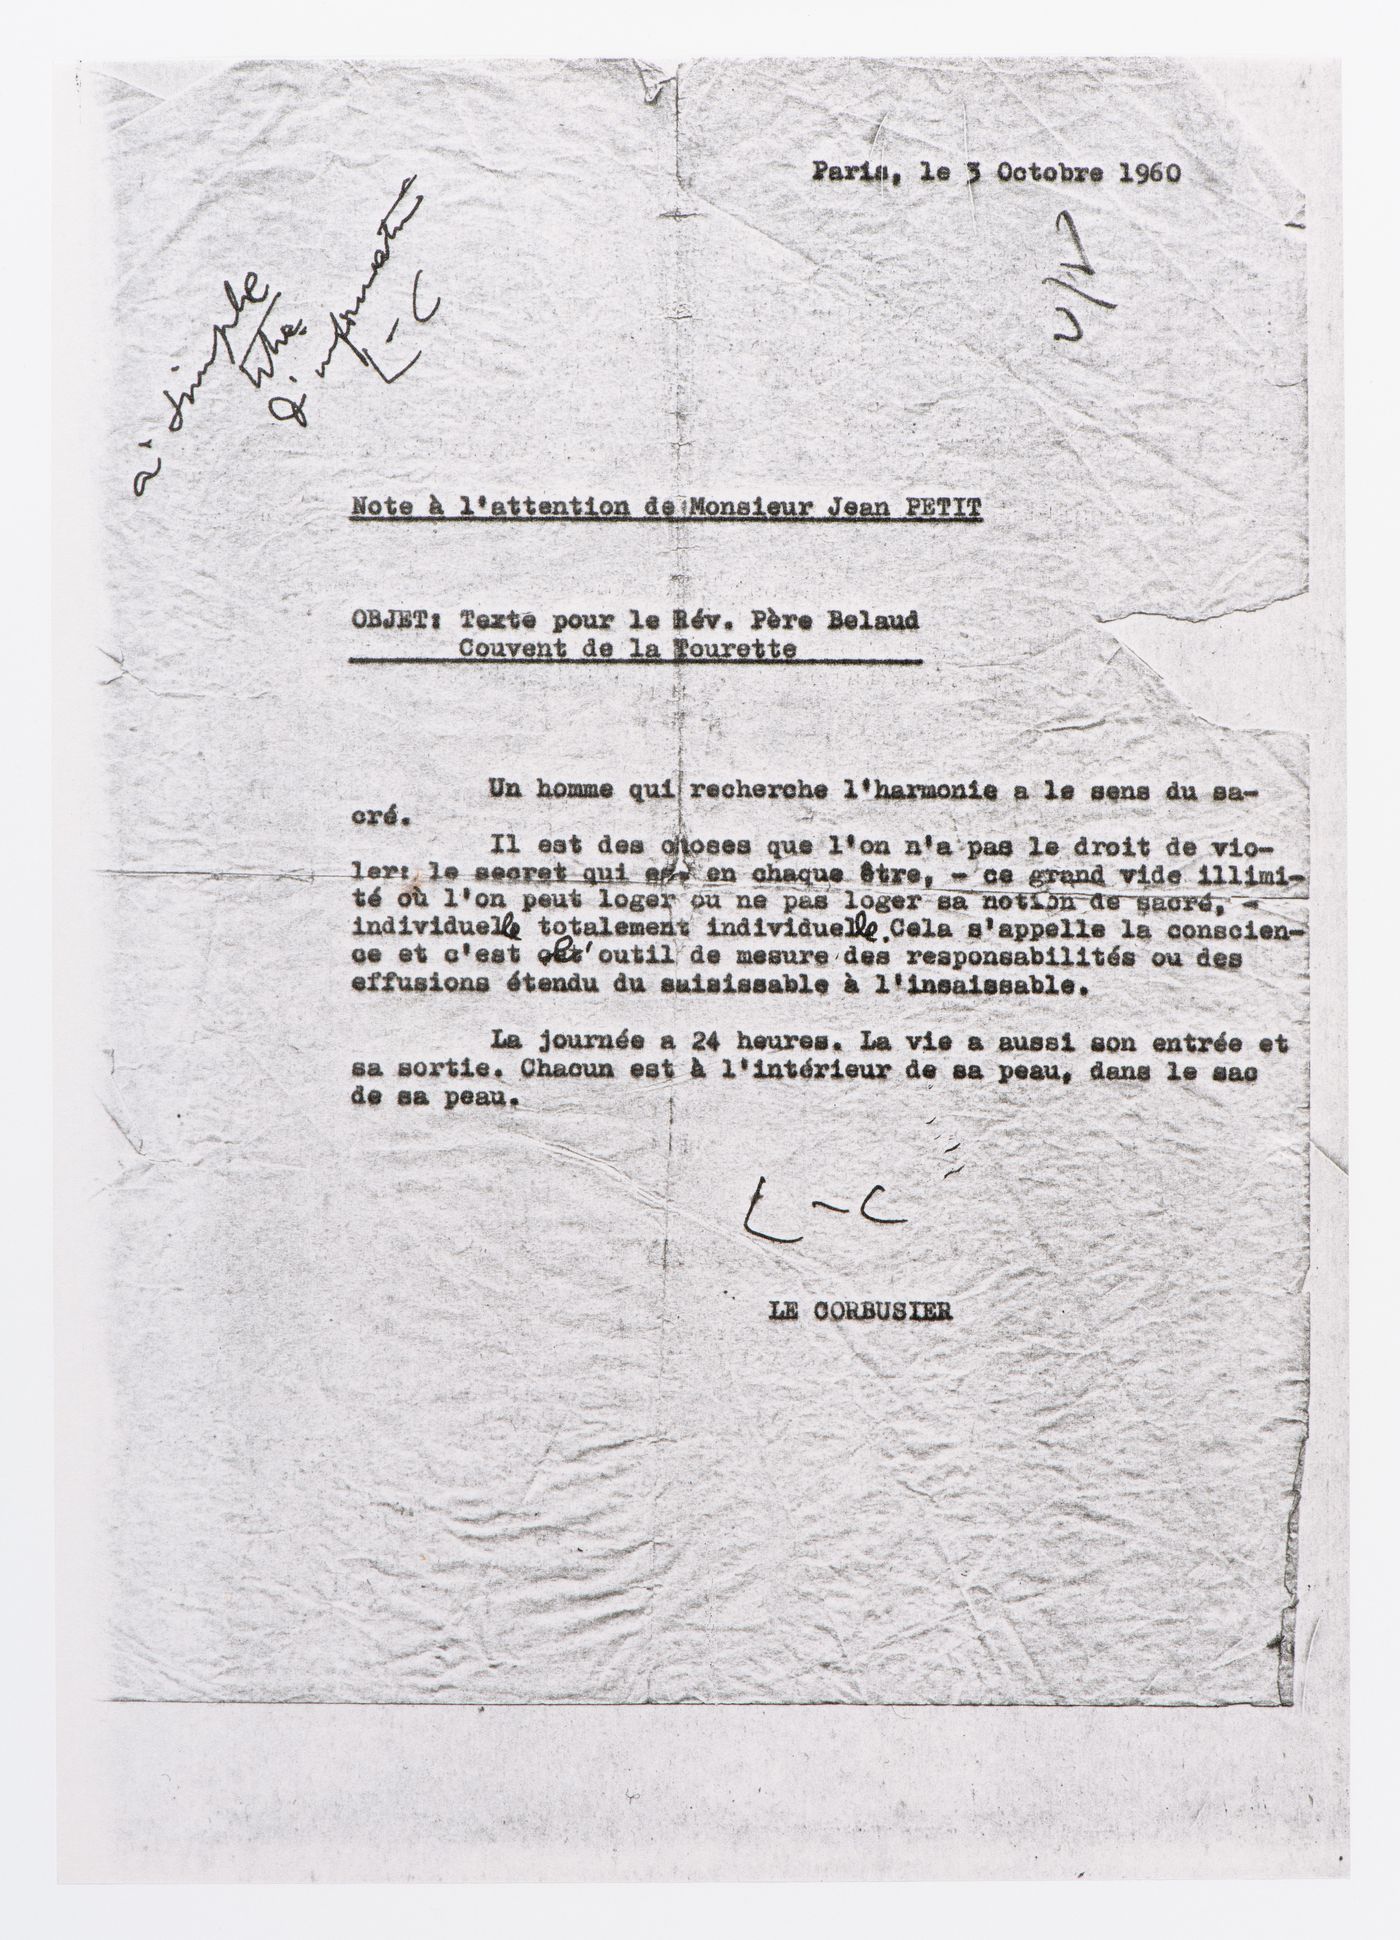 Paris, le 3 Octobre 1960
à simple
titre
d'information
L-C
Note à l'attention de Monsieur Jean PETIT
OBJET: Texte pour le Rév. Père Belaud
Couvent de la Tourette
Un homme qui recherche l'harmonie a le sens du sa-
cré.
Il est des choses que l'on n'a pas le droit de vio-
ler: le secret qui est en chaque être, - ce grand vide illimi-
té où l'on peut loger ou ne pas loger sa notion de sacré, -
individuelle totalement individuelle. Cela s'appelle la conscien-
ce et c'est cet outil de mesure des responsabilités ou des
effusions étendu du saisissable à l'insaissable.
La journée a 24 heures. La vie a aussi son entrée et
sa sortie. Chacun est à l'intérieur de sa peau, dans le sac
de sa peau.
L-C
LE CORBUSIER